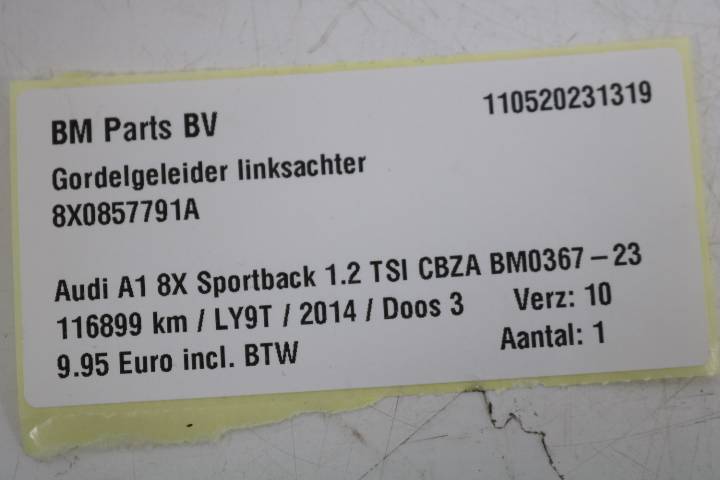 BM Parts BV 110520231319
Gordelgeleider linksachter
8X0857791A
Audi A1 8X Sportback 1.2 TSI CBZA BM0367-23
116899 km / LY9T / 2014 / Doos 3 Verz: 10
9.95 Euro incl. BTW Aantal: 1